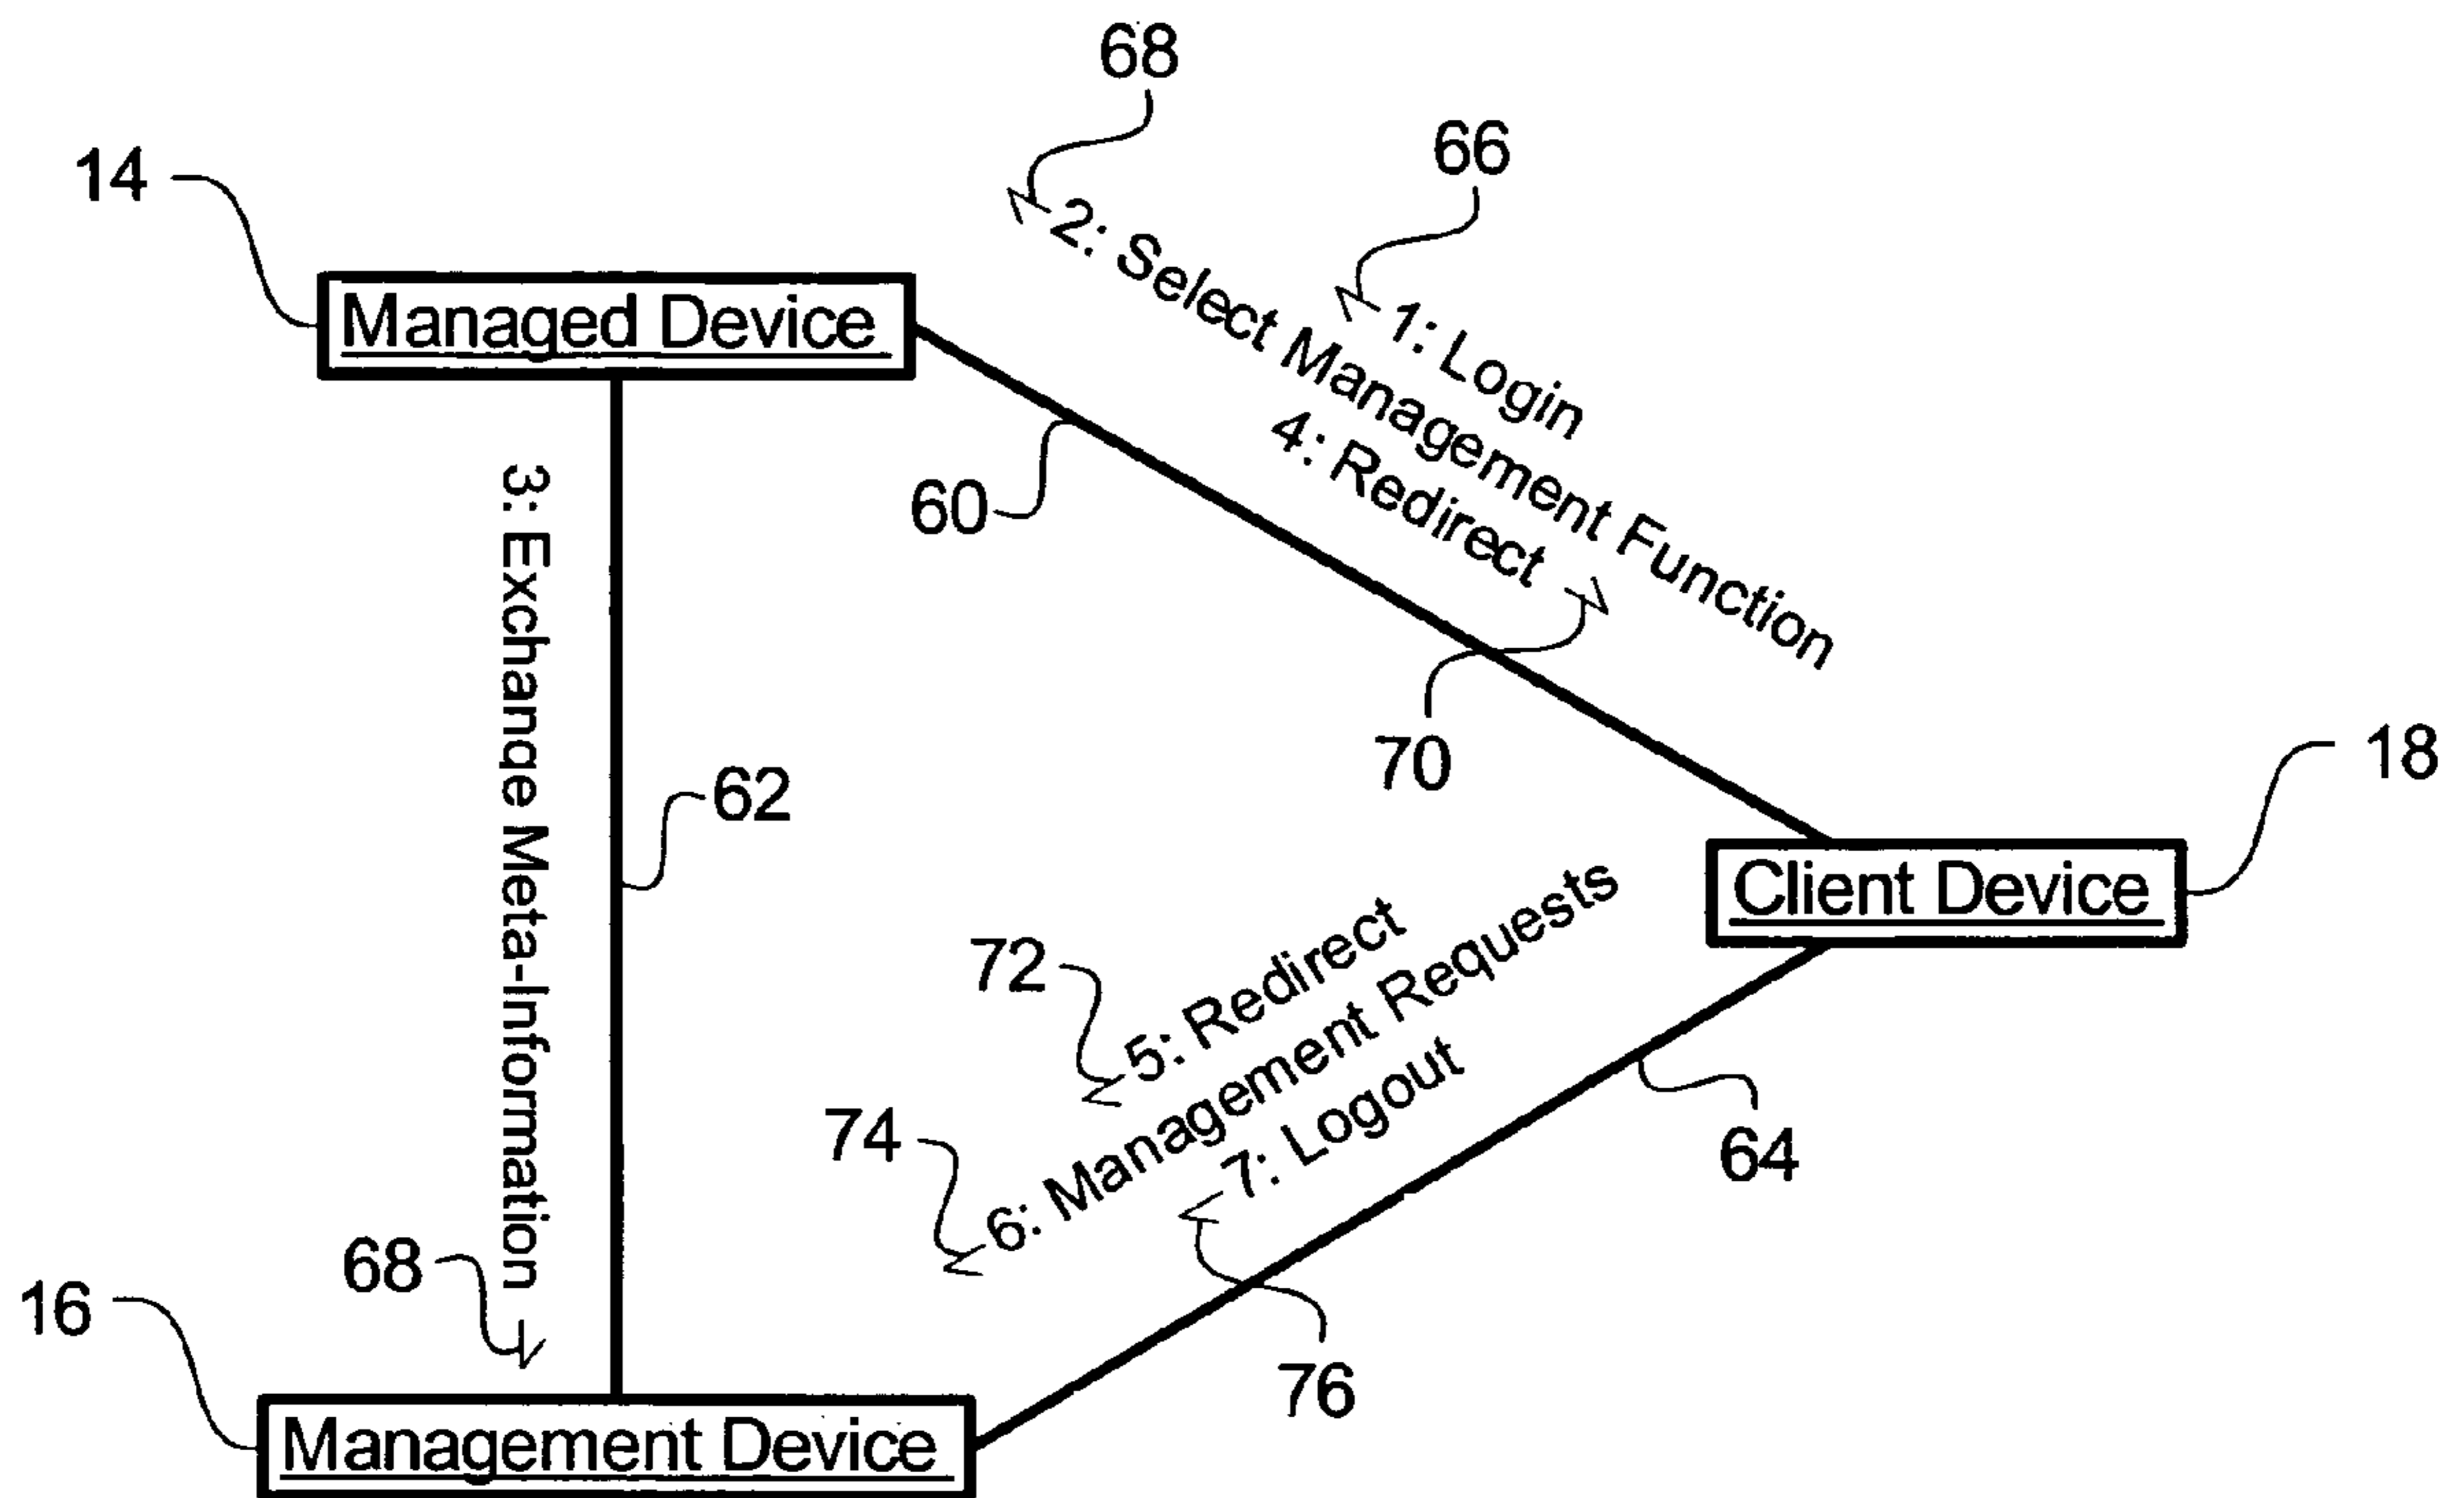 68
66
14
2: Select Management Function
1: Login
Managed Device
4: Redirect
60
3: Exchange Meta-Information
70
18
62
Client Device
72
5: Redirect
6: Management Requests
74
7: Logout
64
68
16
76
Management Device